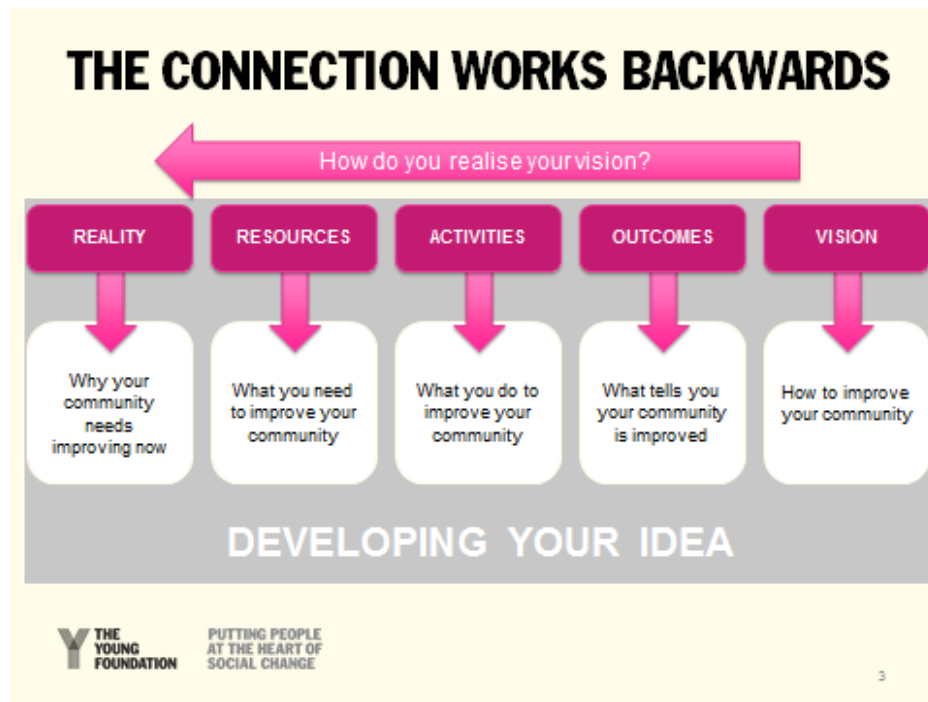 THE CONNECTION WORKS BACKWARDS
How do you realise your vision?
REALITY
RESOURCES
ACTIVITIES
OUTCOMES
VISION
Why your
community
needs
improving now
What you need
to improve your
community
What you do to
improve your
community
What tells you
your community
is improved
How to improve
your community
DEVELOPING YOUR IDEA
THE
YOUNG
FOUNDATION
PUTTING PEOPLE
AT THE HEART OF
SOCIAL CHANGE
3